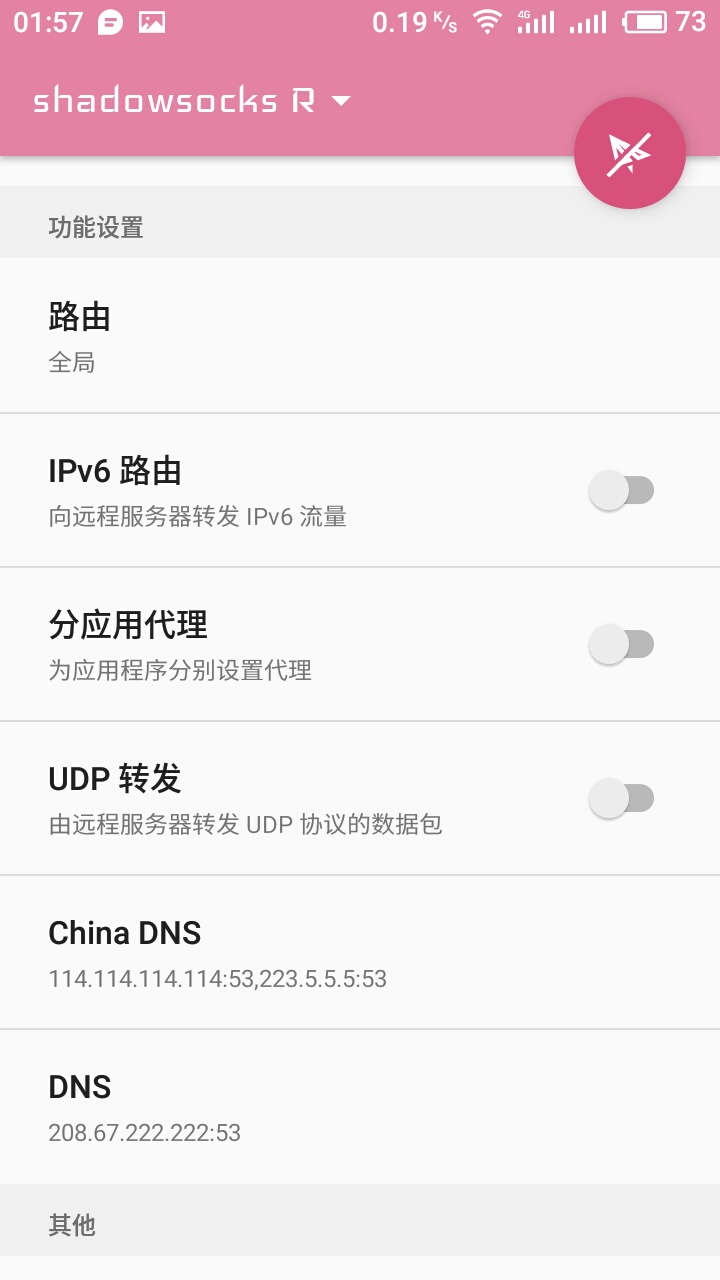 01:57 0.19 K/s 4G 73
shadowsocks R
功能设置
路由
全局
IPv6 路由
向远程服务器转发 IPv6 流量
分应用代理
为应用程序分别设置代理
UDP 转发
由远程服务器转发 UDP 协议的数据包
China DNS
114.114.114.114:53,223.5.5.5:53
DNS
208.67.222.222:53
其他